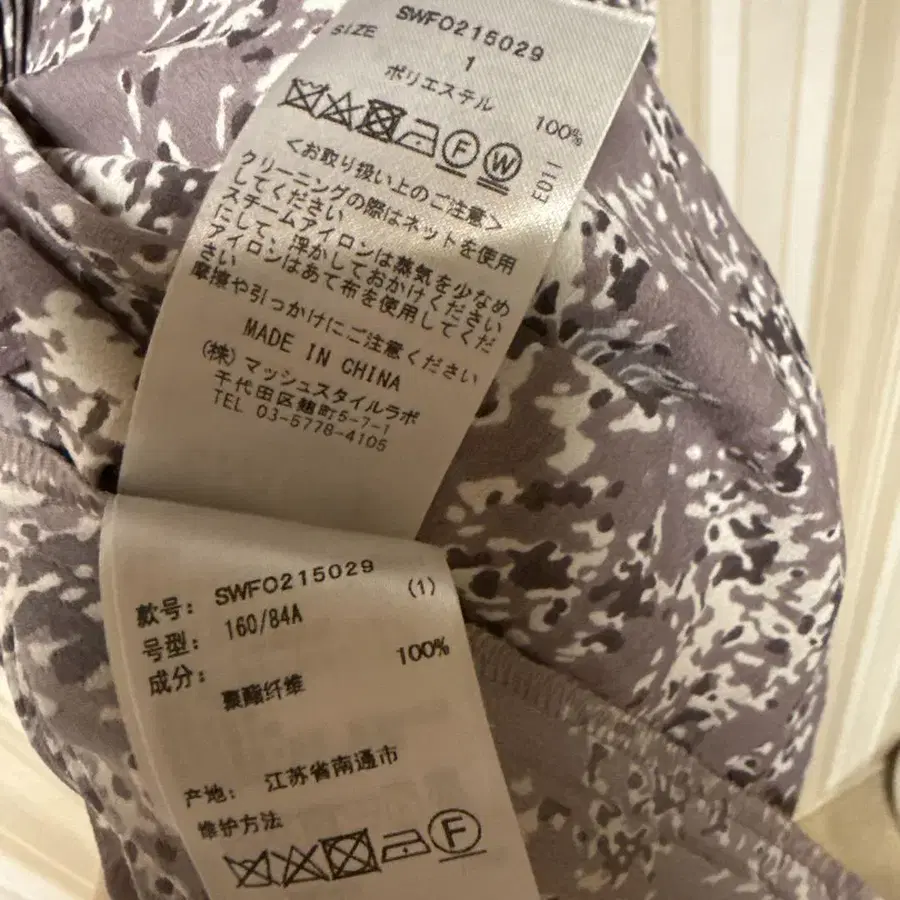 SWFO215029
SIZE 1
ポリエステル 100%
F W
E011
<お取り扱い上のご注意>
クリーニングの際はネットを使用
してください
スチームアイロンは蒸気を少なめ
にして、浮かしておかけください
アイロンはあて布を使用してくだ
さい
摩擦や引っかけにご注意ください
MADE IN CHINA
(株)マッシュスタイルラボ
千代田区麹町5-7-1
TEL 03-5778-4105
款号: SWFO215029
号型: 160/84A (1)
成分: 100%
聚酯纤维
产地: 江苏省南通市
维护方法
F